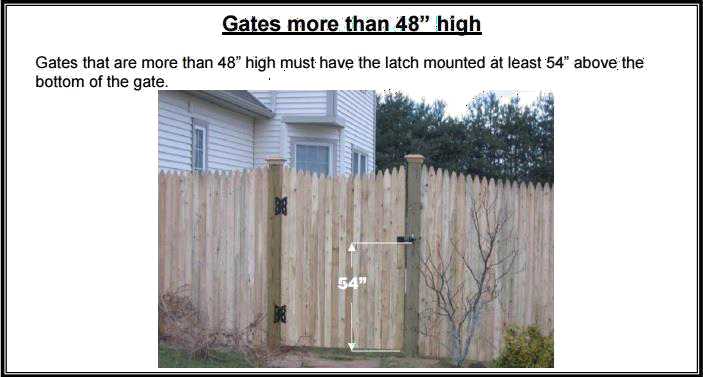 Gates more than 48” high
Gates that are more than 48” high must have the latch mounted at least 54” above the
bottom of the gate.
54”